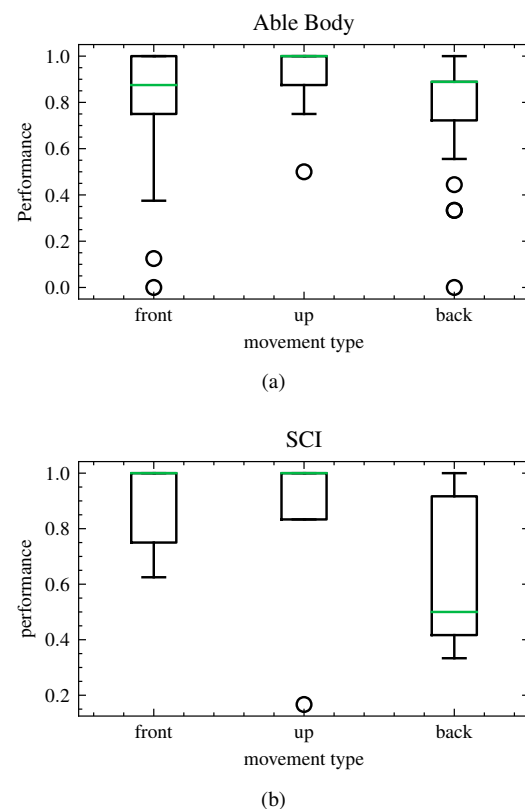 Able Body
1.0
0.8
0.6
0.4
0.2
0.0
Performance
front up back
movement type
(a)
SCI
1.0
0.8
0.6
0.4
0.2
performance
front up back
movement type
(b)